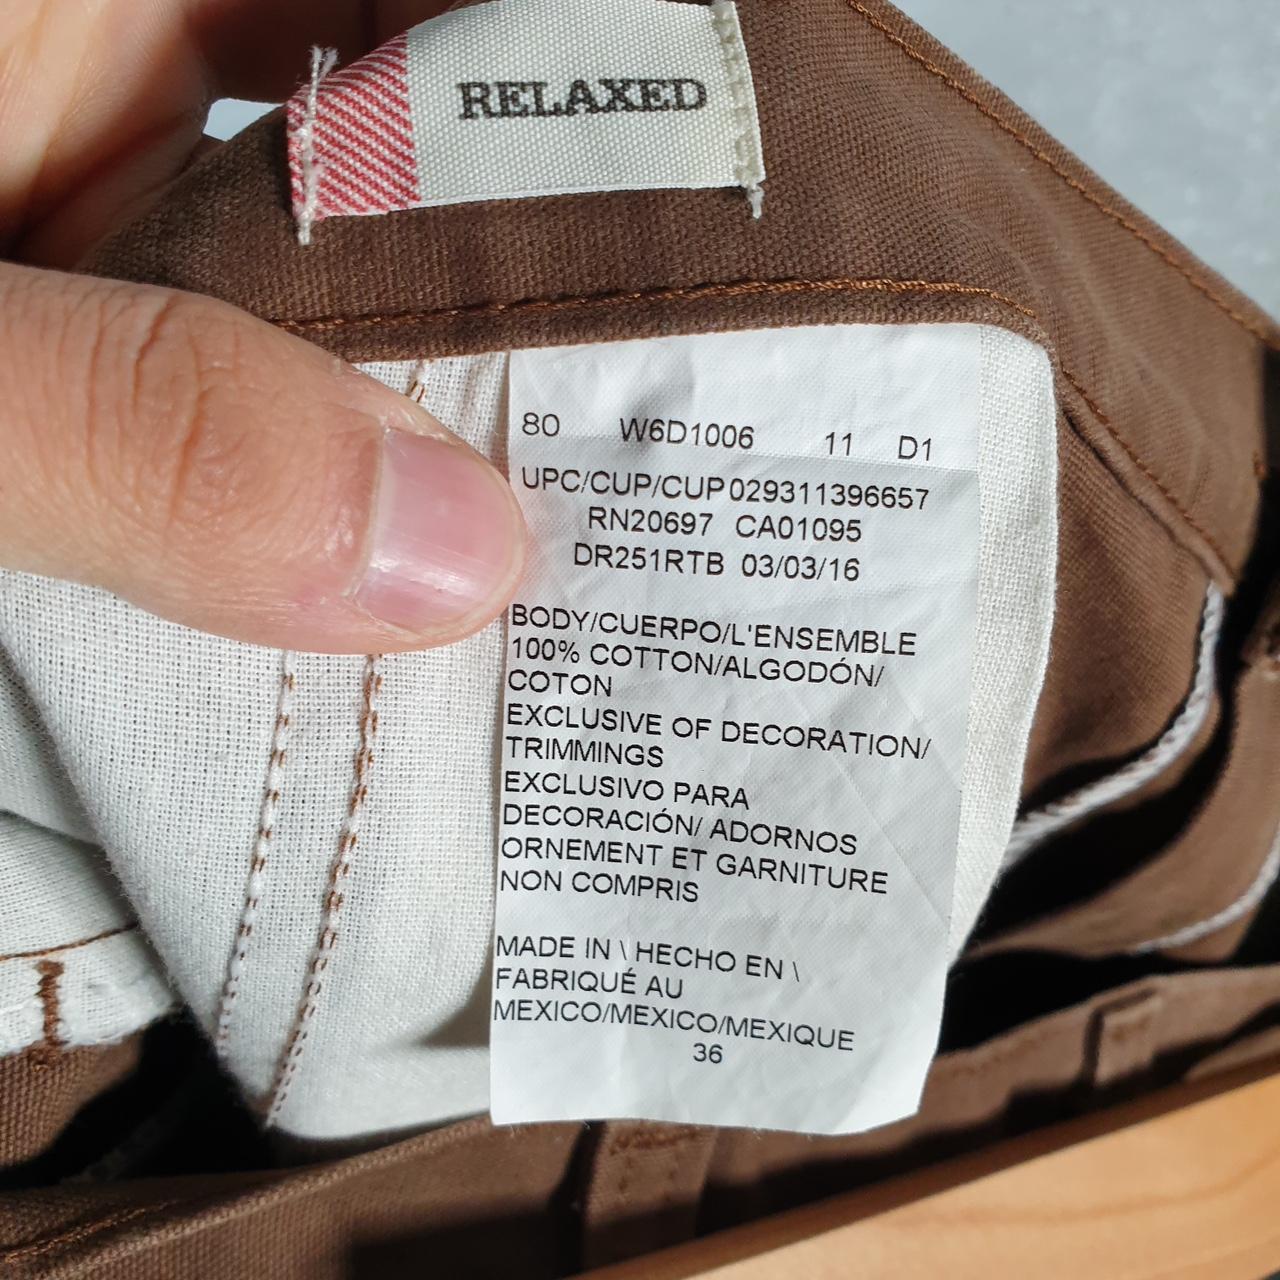 RELAXED
80 W6D1006 11 D1
UPC/CUP/CUP 029311396657
RN20697 CA01095
DR251RTB 03/03/16
BODY/CUERPO/L'ENSEMBLE
100% COTTON/ALGODÓN/
COTON
EXCLUSIVE OF DECORATION/
TRIMMINGS
EXCLUSIVO PARA
DECORACIÓN/ ADORNOS
ORNEMENT ET GARNITURE
NON COMPRIS
MADE IN \ HECHO EN \
FABRIQUÉ AU
MEXICO/MEXICO/MEXIQUE
36